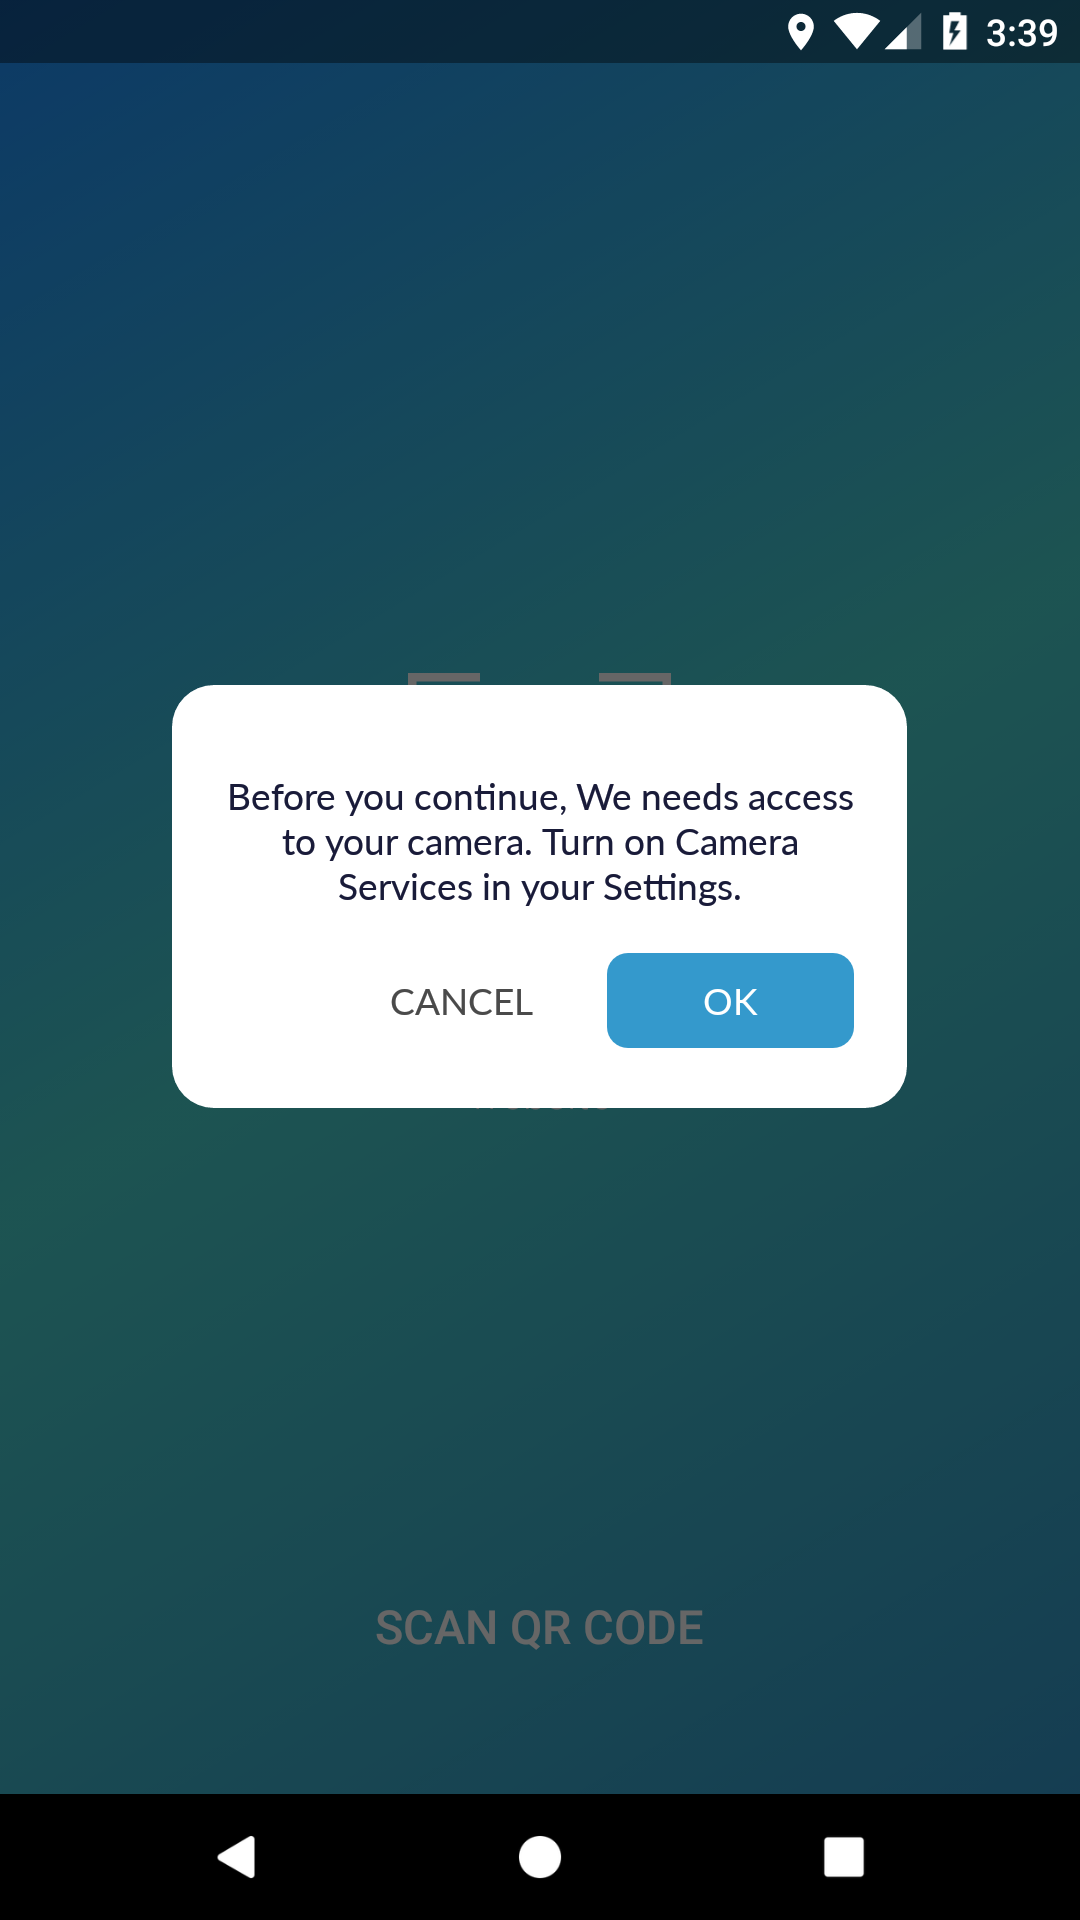 3:39
Before you continue, We needs access
to your camera. Turn on Camera
Services in your Settings.
CANCEL
OK
SCAN QR CODE